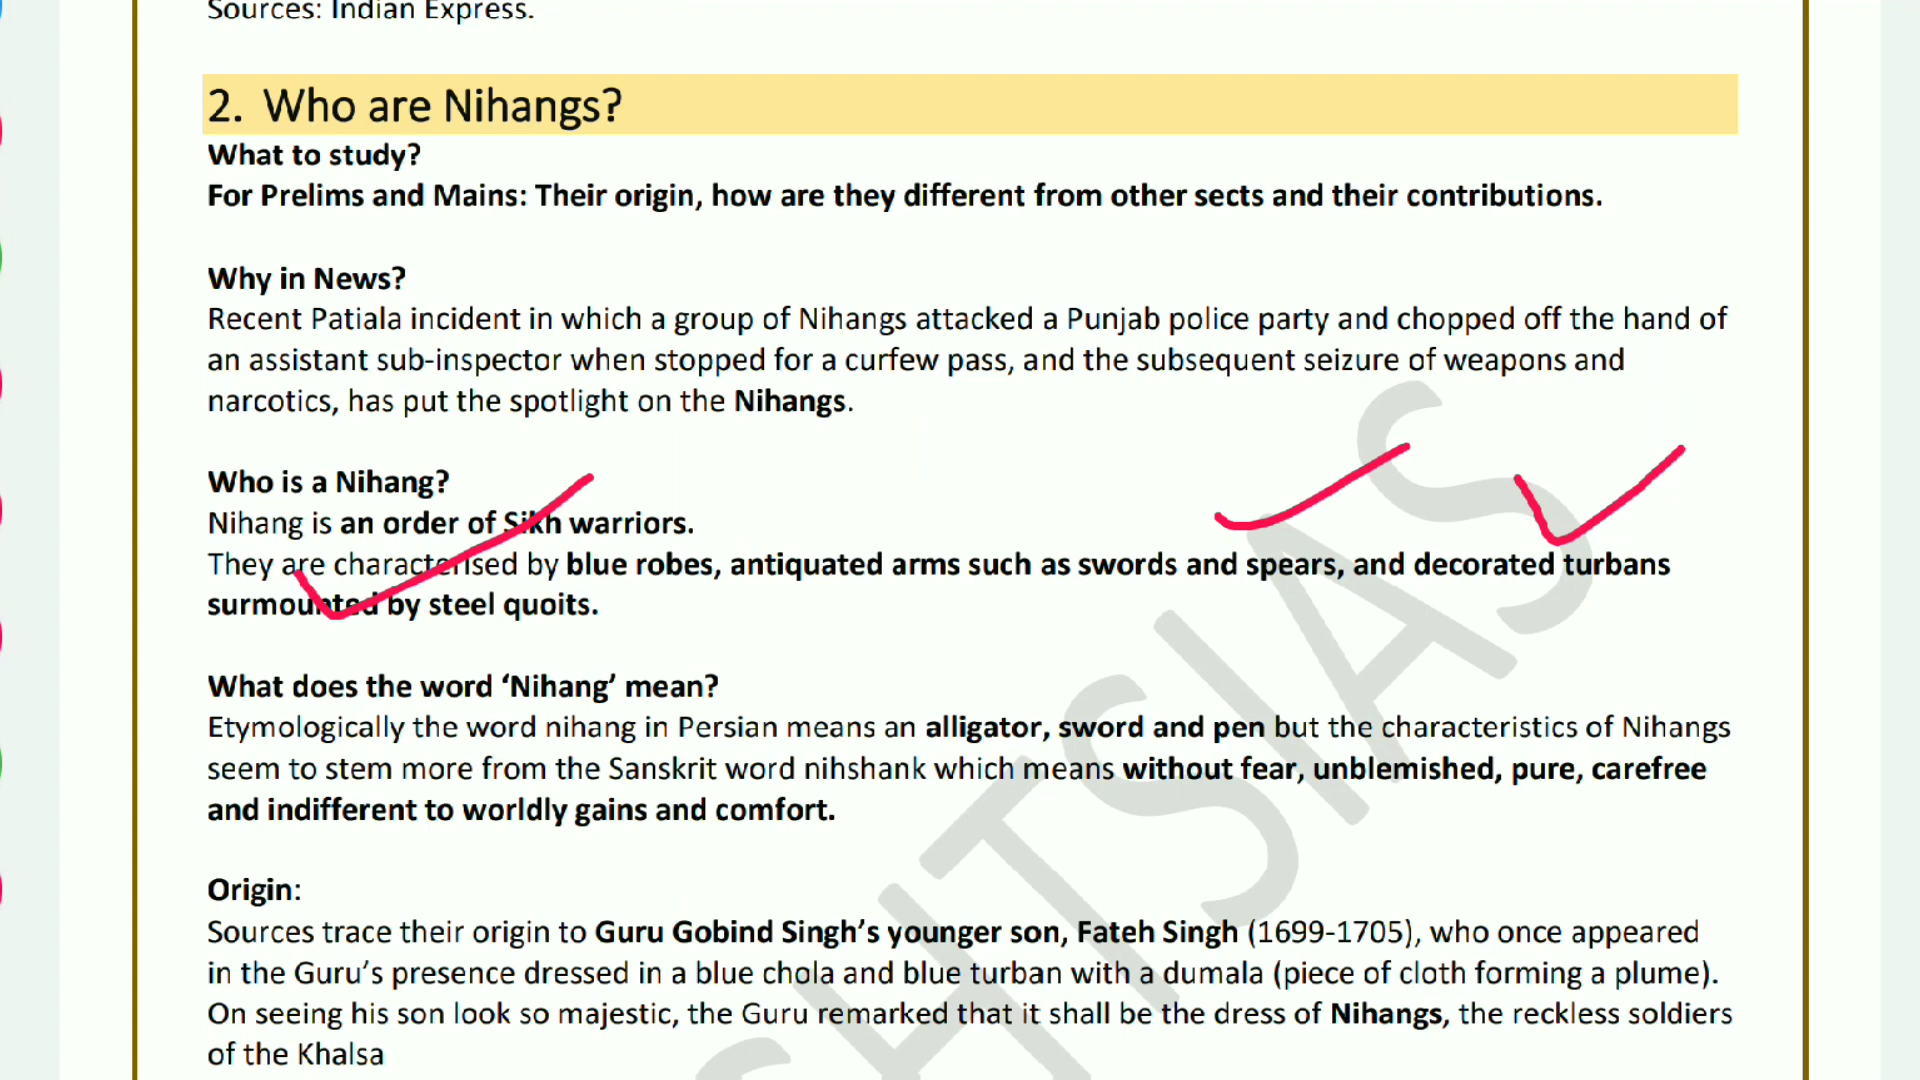 Sources: Indian Express.
2. Who are Nihangs?
What to study?
For Prelims and Mains: Their origin, how are they different from other sects and their contributions.
Why in News?
Recent Patiala incident in which a group of Nihangs attacked a Punjab police party and chopped off the hand of
an assistant sub-inspector when stopped for a curfew pass, and the subsequent seizure of weapons and
narcotics, has put the spotlight on the Nihangs.
Who is a Nihang?
Nihang is an order of Sikh warriors.
They are characterised by blue robes, antiquated arms such as swords and spears, and decorated turbans
surmounted by steel quoits.
What does the word ‘Nihang’ mean?
Etymologically the word nihang in Persian means an alligator, sword and pen but the characteristics of Nihangs
seem to stem more from the Sanskrit word nihshank which means without fear, unblemished, pure, carefree
and indifferent to worldly gains and comfort.
Origin:
Sources trace their origin to Guru Gobind Singh’s younger son, Fateh Singh (1699-1705), who once appeared
in the Guru’s presence dressed in a blue chola and blue turban with a dumala (piece of cloth forming a plume).
On seeing his son look so majestic, the Guru remarked that it shall be the dress of Nihangs, the reckless soldiers
of the Khalsa
HTSIAS